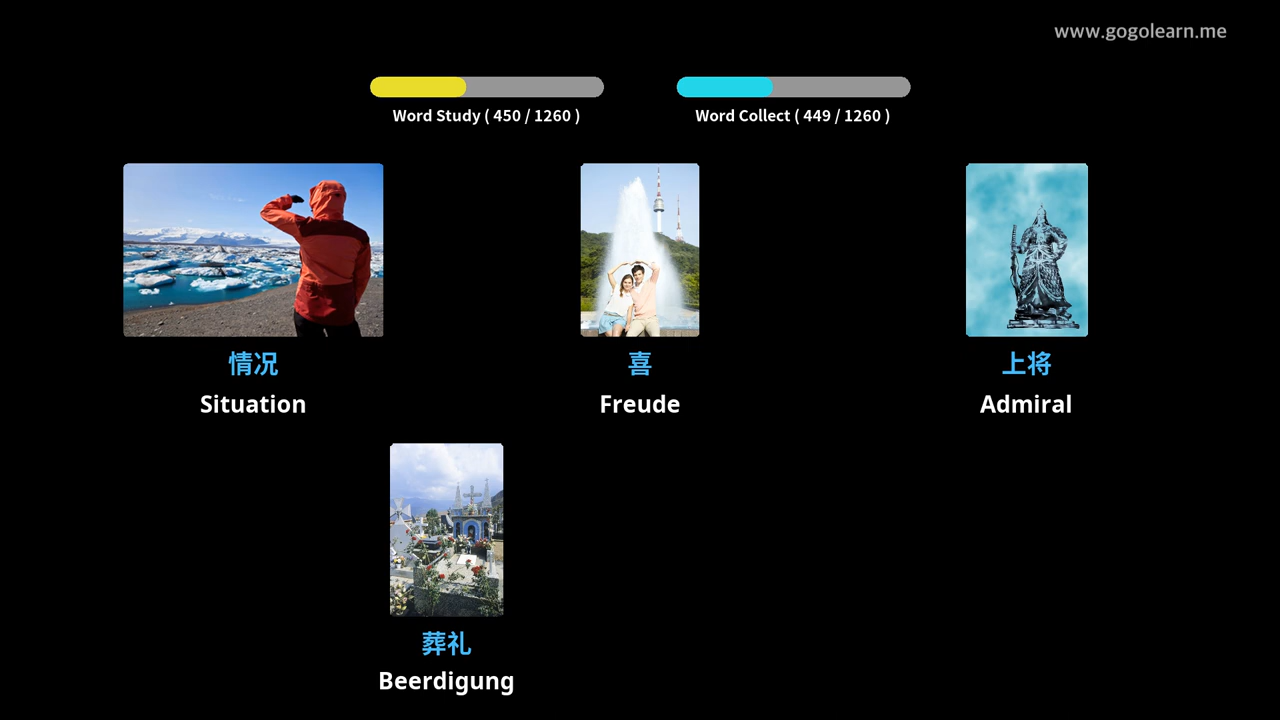 www.gogolearn.me
Word Study ( 450 / 1260 )
Word Collect ( 449 / 1260 )
情况
Situation
喜
Freude
上将
Admiral
葬礼
Beerdigung